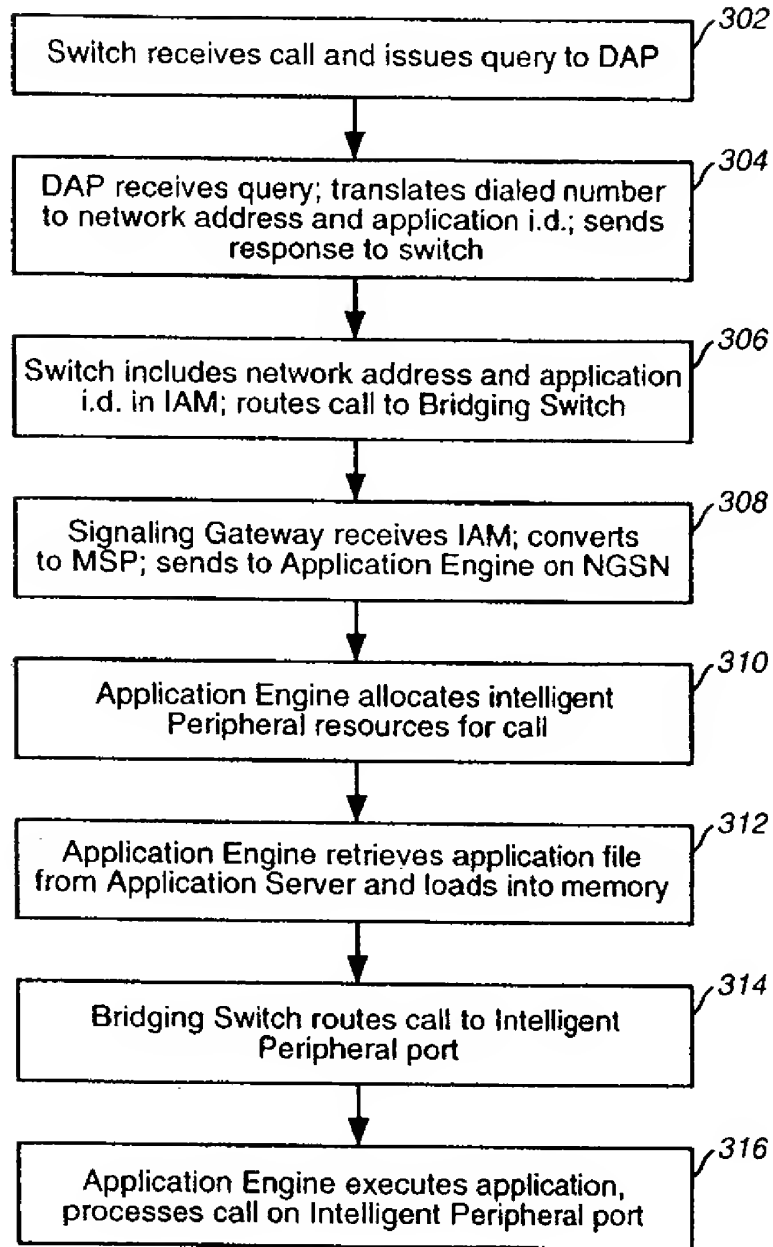 302
Switch receives call and issues query to DAP
304
DAP receives query; translates dialed number
to network address and application i.d.; sends
response to switch
306
Switch includes network address and application
i.d. in IAM; routes call to Bridging Switch
308
Signaling Gateway receives IAM; converts
to MSP; sends to Application Engine on NGSN
310
Application Engine allocates intelligent
Peripheral resources for call
312
Application Engine retrieves application file
from Application Server and loads into memory
314
Bridging Switch routes call to Intelligent
Peripheral port
316
Application Engine executes application,
processes call on Intelligent Peripheral port